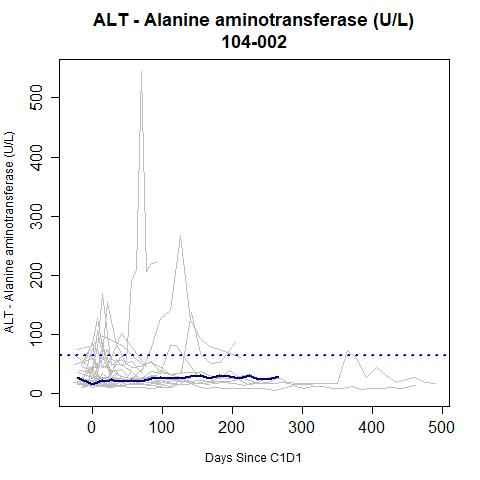 ALT - Alanine aminotransferase (U/L)
104-002
ALT - Alanine aminotransferase (U/L)
500
400
300
200
100
0
0 100 200 300 400 500
Days Since C1D1